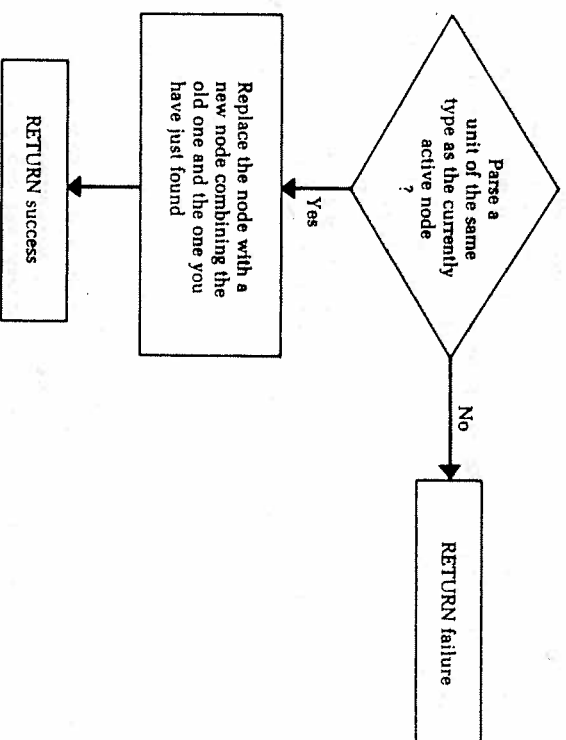 Parse a
unit of the same
type as the currently
active node
?
Yes
No
Replace the node with a
new node combining the
old one and the one you
have just found
RETURN success
RETURN failure